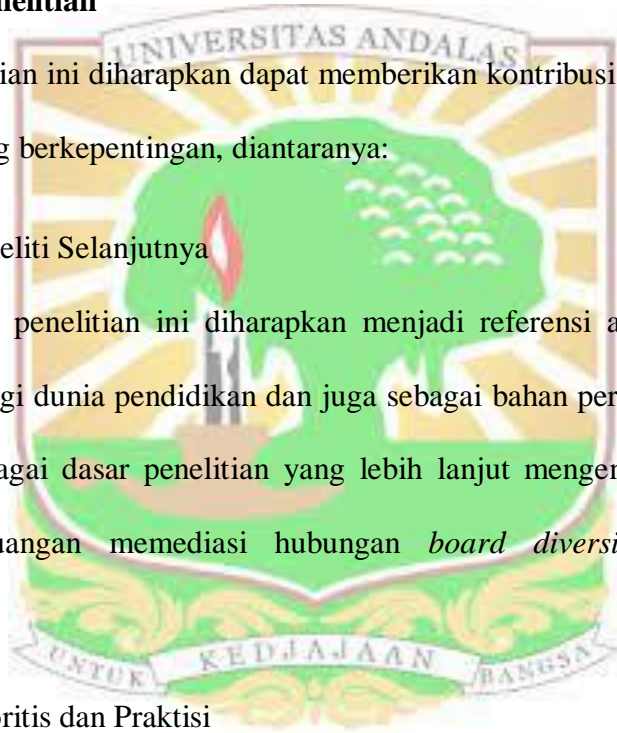 nelitian
UNIVERSITAS ANDALAS
ian ini diharapkan dapat memberikan kontribusi
g berkepentingan, diantaranya:
eliti Selanjutnya
penelitian ini diharapkan menjadi referensi a
gi dunia pendidikan dan juga sebagai bahan per
agai dasar penelitian yang lebih lanjut menger
uangan memediasi hubungan board diversi
UNTUK KEDJAJAAN BANGSA
oritis dan Praktisi